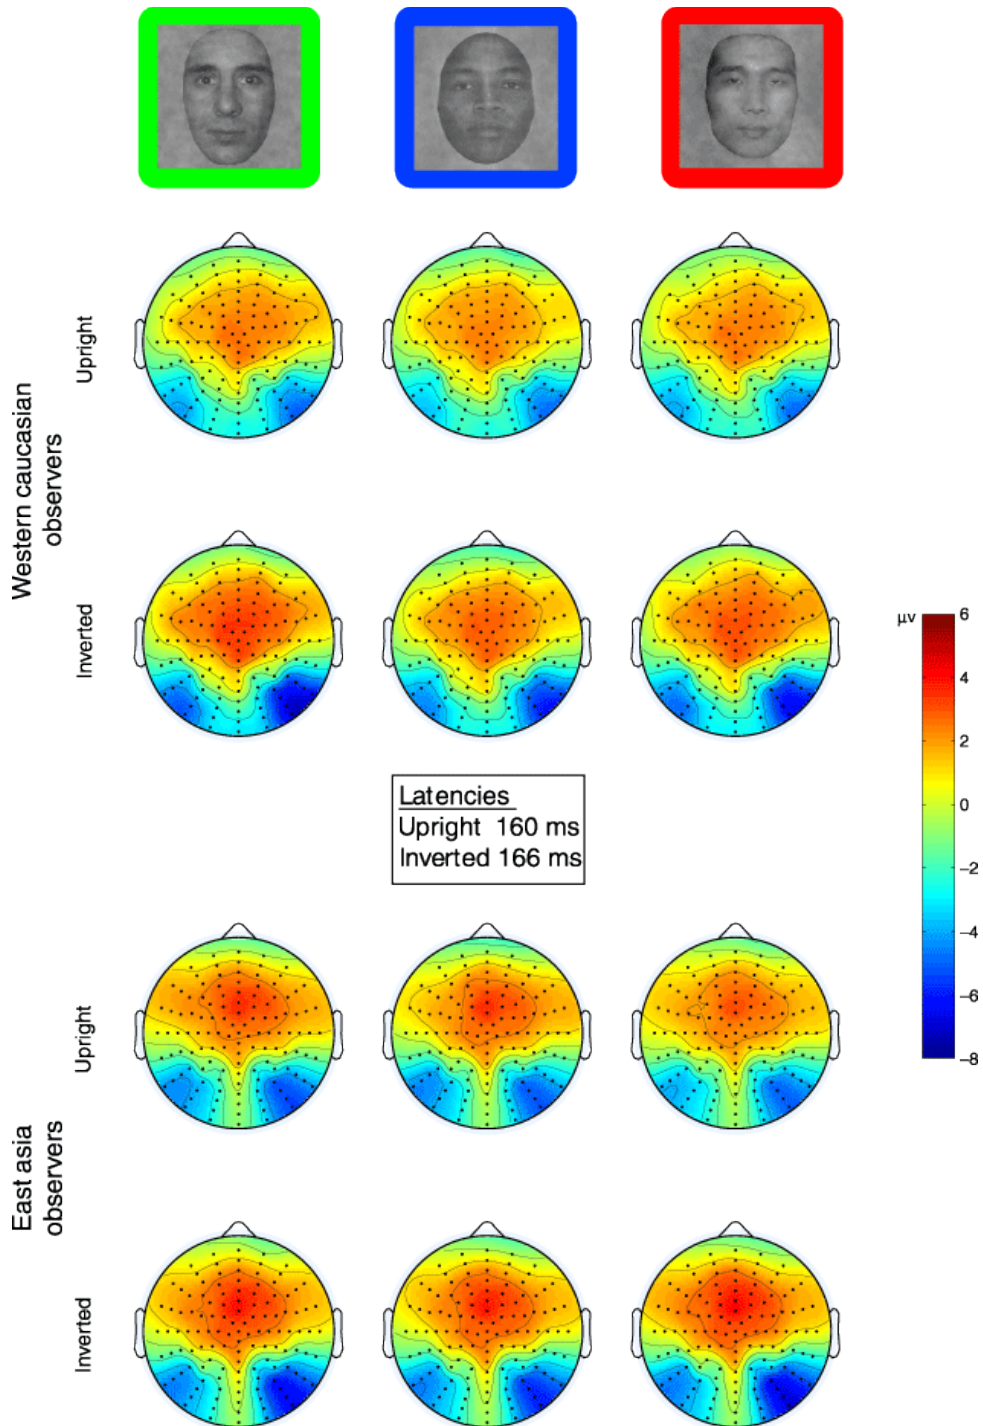 Western caucasian
observers
Upright
Inverted
Latencies
Upright 160 ms
Inverted 166 ms
μv
6
4
2
0
−2
−4
−6
−8
East asia
observers
Upright
Inverted